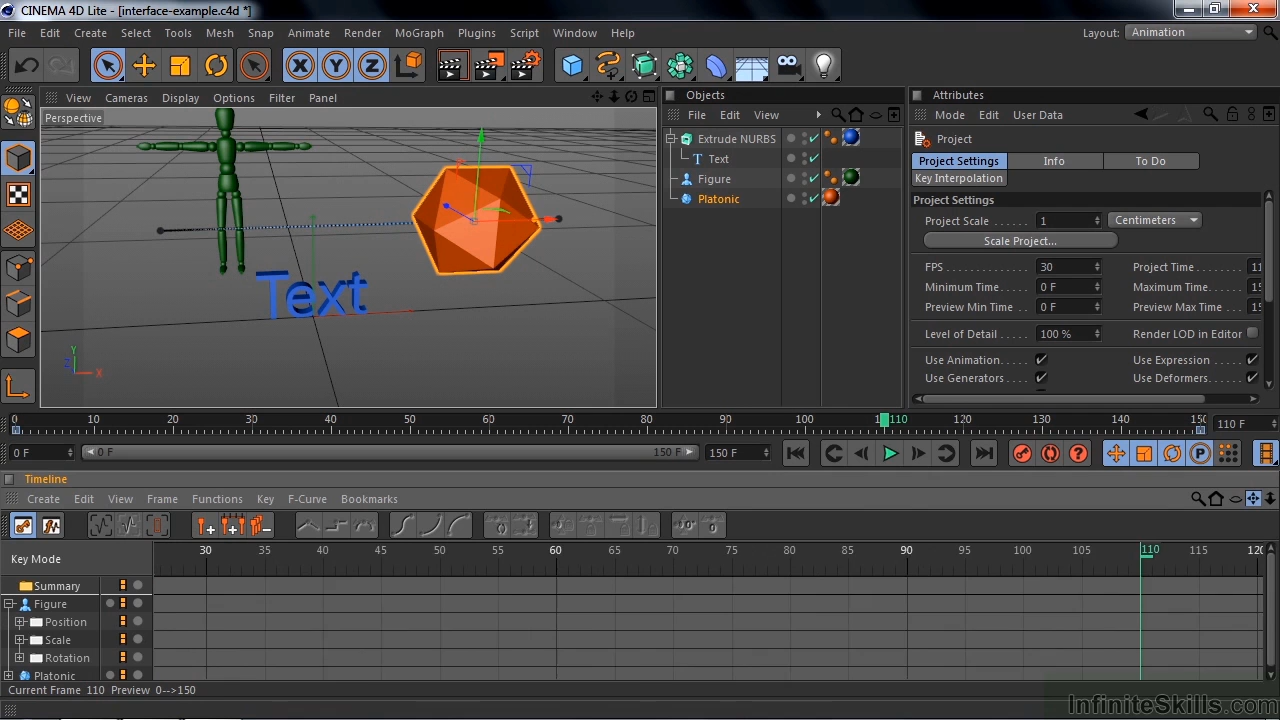 CINEMA 4D Lite - [interface-example.c4d *]
File Edit Create Select Tools Mesh Snap Animate Render MoGraph Plugins Script Window Help Layout: Animation
X Y Z
View Cameras Display Options Filter Panel
Perspective
Text
Y
Z X
Objects
File Edit View
Extrude NURBS
Text
Figure
Platonic
Attributes
Mode Edit User Data
Project
Project Settings Info To Do
Key Interpolation
Project Settings
Project Scale 1 Centimeters
Scale Project...
FPS 30 Project Time 11
Minimum Time 0 F Maximum Time 15
Preview Min Time 0 F Preview Max Time 15
Level of Detail 100 % Render LOD in Editor
Use Animation Use Expression
Use Generators Use Deformers
0 10 20 30 40 50 60 70 80 90 100 110 120 130 140 150 110 F
0 F 0 F 150 F 150 F
Timeline
Create Edit View Frame Functions Key F-Curve Bookmarks
Key Mode 30 35 40 45 50 55 60 65 70 75 80 85 90 95 100 105 110 115 120
Summary
Figure
Position
Scale
Rotation
Platonic
Current Frame 110 Preview 0-->150
InfiniteSkills.com